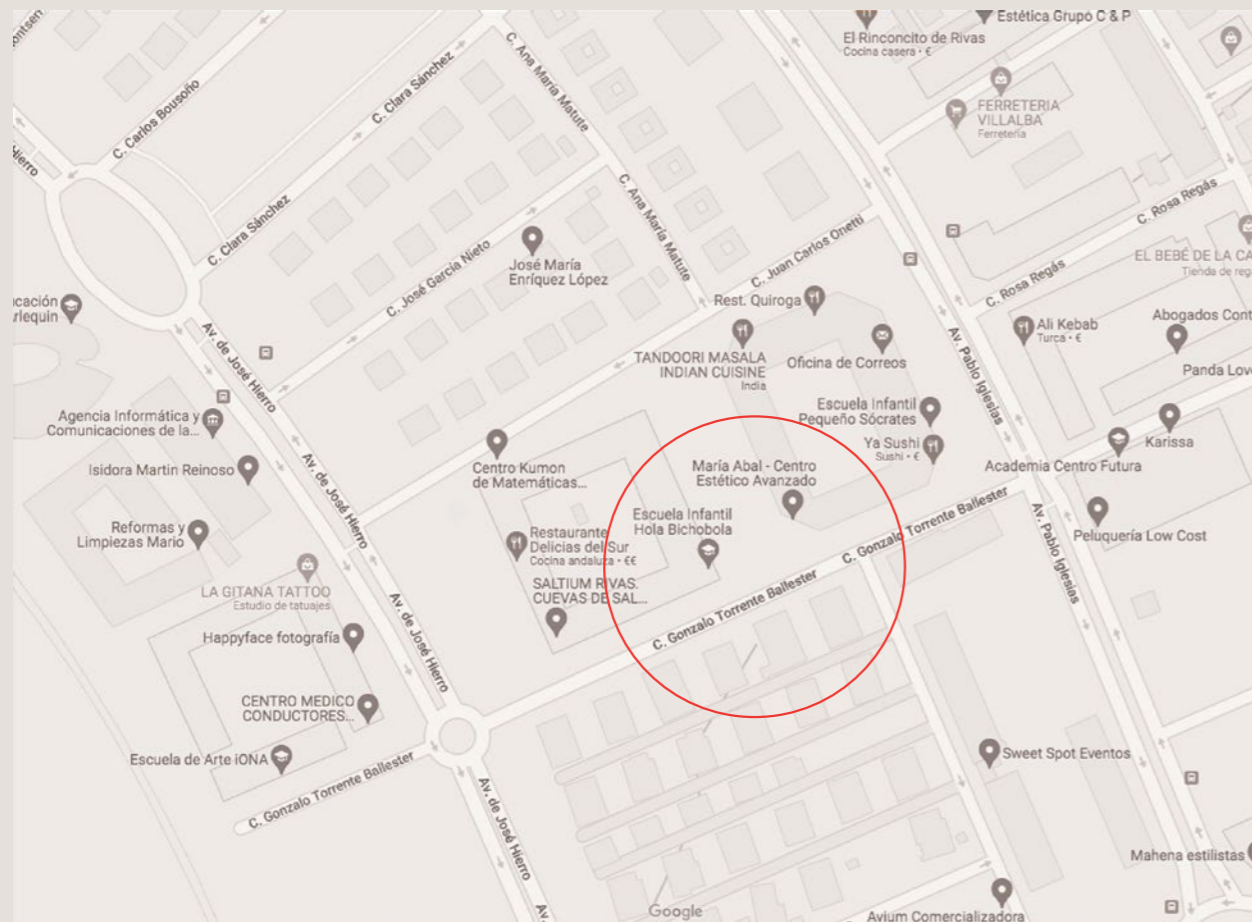 Estética Grupo C & P
El Rinconcito de Rivas
Cocina casera · €
C. Ana María Matute
C. Clara Sánchez
C. Carlos Bousoño
Hierro
FERRETERIA
VILLALBA
Ferretería
C. Ana María Matute
C. Rosa Regás
C. Clara Sánchez
C. José García Nieto
José María
Enríquez López
C. Juan Carlos Onetti
EL BEBÉ DE LA CA
Tienda de reg
C. Rosa Regás
Rest. Quiroga
Ali Kebab
Turca · €
Abogados Cont
Av. de José Hierro
TANDOORI MASALA
INDIAN CUISINE
India
Oficina de Correos
Av. Pablo Iglesias
Panda Lov
Agencia Informática y
Comunicaciones de la...
Escuela Infantil
Pequeño Sócrates
Ya Sushi
Sushi · €
Karissa
Isidora Martin Reinoso
Centro Kumon
de Matemáticas...
María Abal - Centro
Estético Avanzado
Academia Centro Futura
Av. de José Hierro
Escuela Infantil
Hola Bichobola
C. Gonzalo Torrente Ballester
Av. Pablo Iglesias
Peluquería Low Cost
Reformas y
Limpiezas Mario
Restaurante
Delicias del Sur
Cocina andaluza · €€
LA GITANA TATTOO
Estudio de tatuajes
SALTIUM RIVAS.
CUEVAS DE SAL...
C. Gonzalo Torrente Ballester
Av. de José Hierro
Happyface fotografía
CENTRO MEDICO
CONDUCTORES...
Escuela de Arte iONA
Sweet Spot Eventos
C. Gonzalo Torrente Ballester
Av. de José Hierro
Mahena estilistas
Google
Av.
Avium Comercializadora